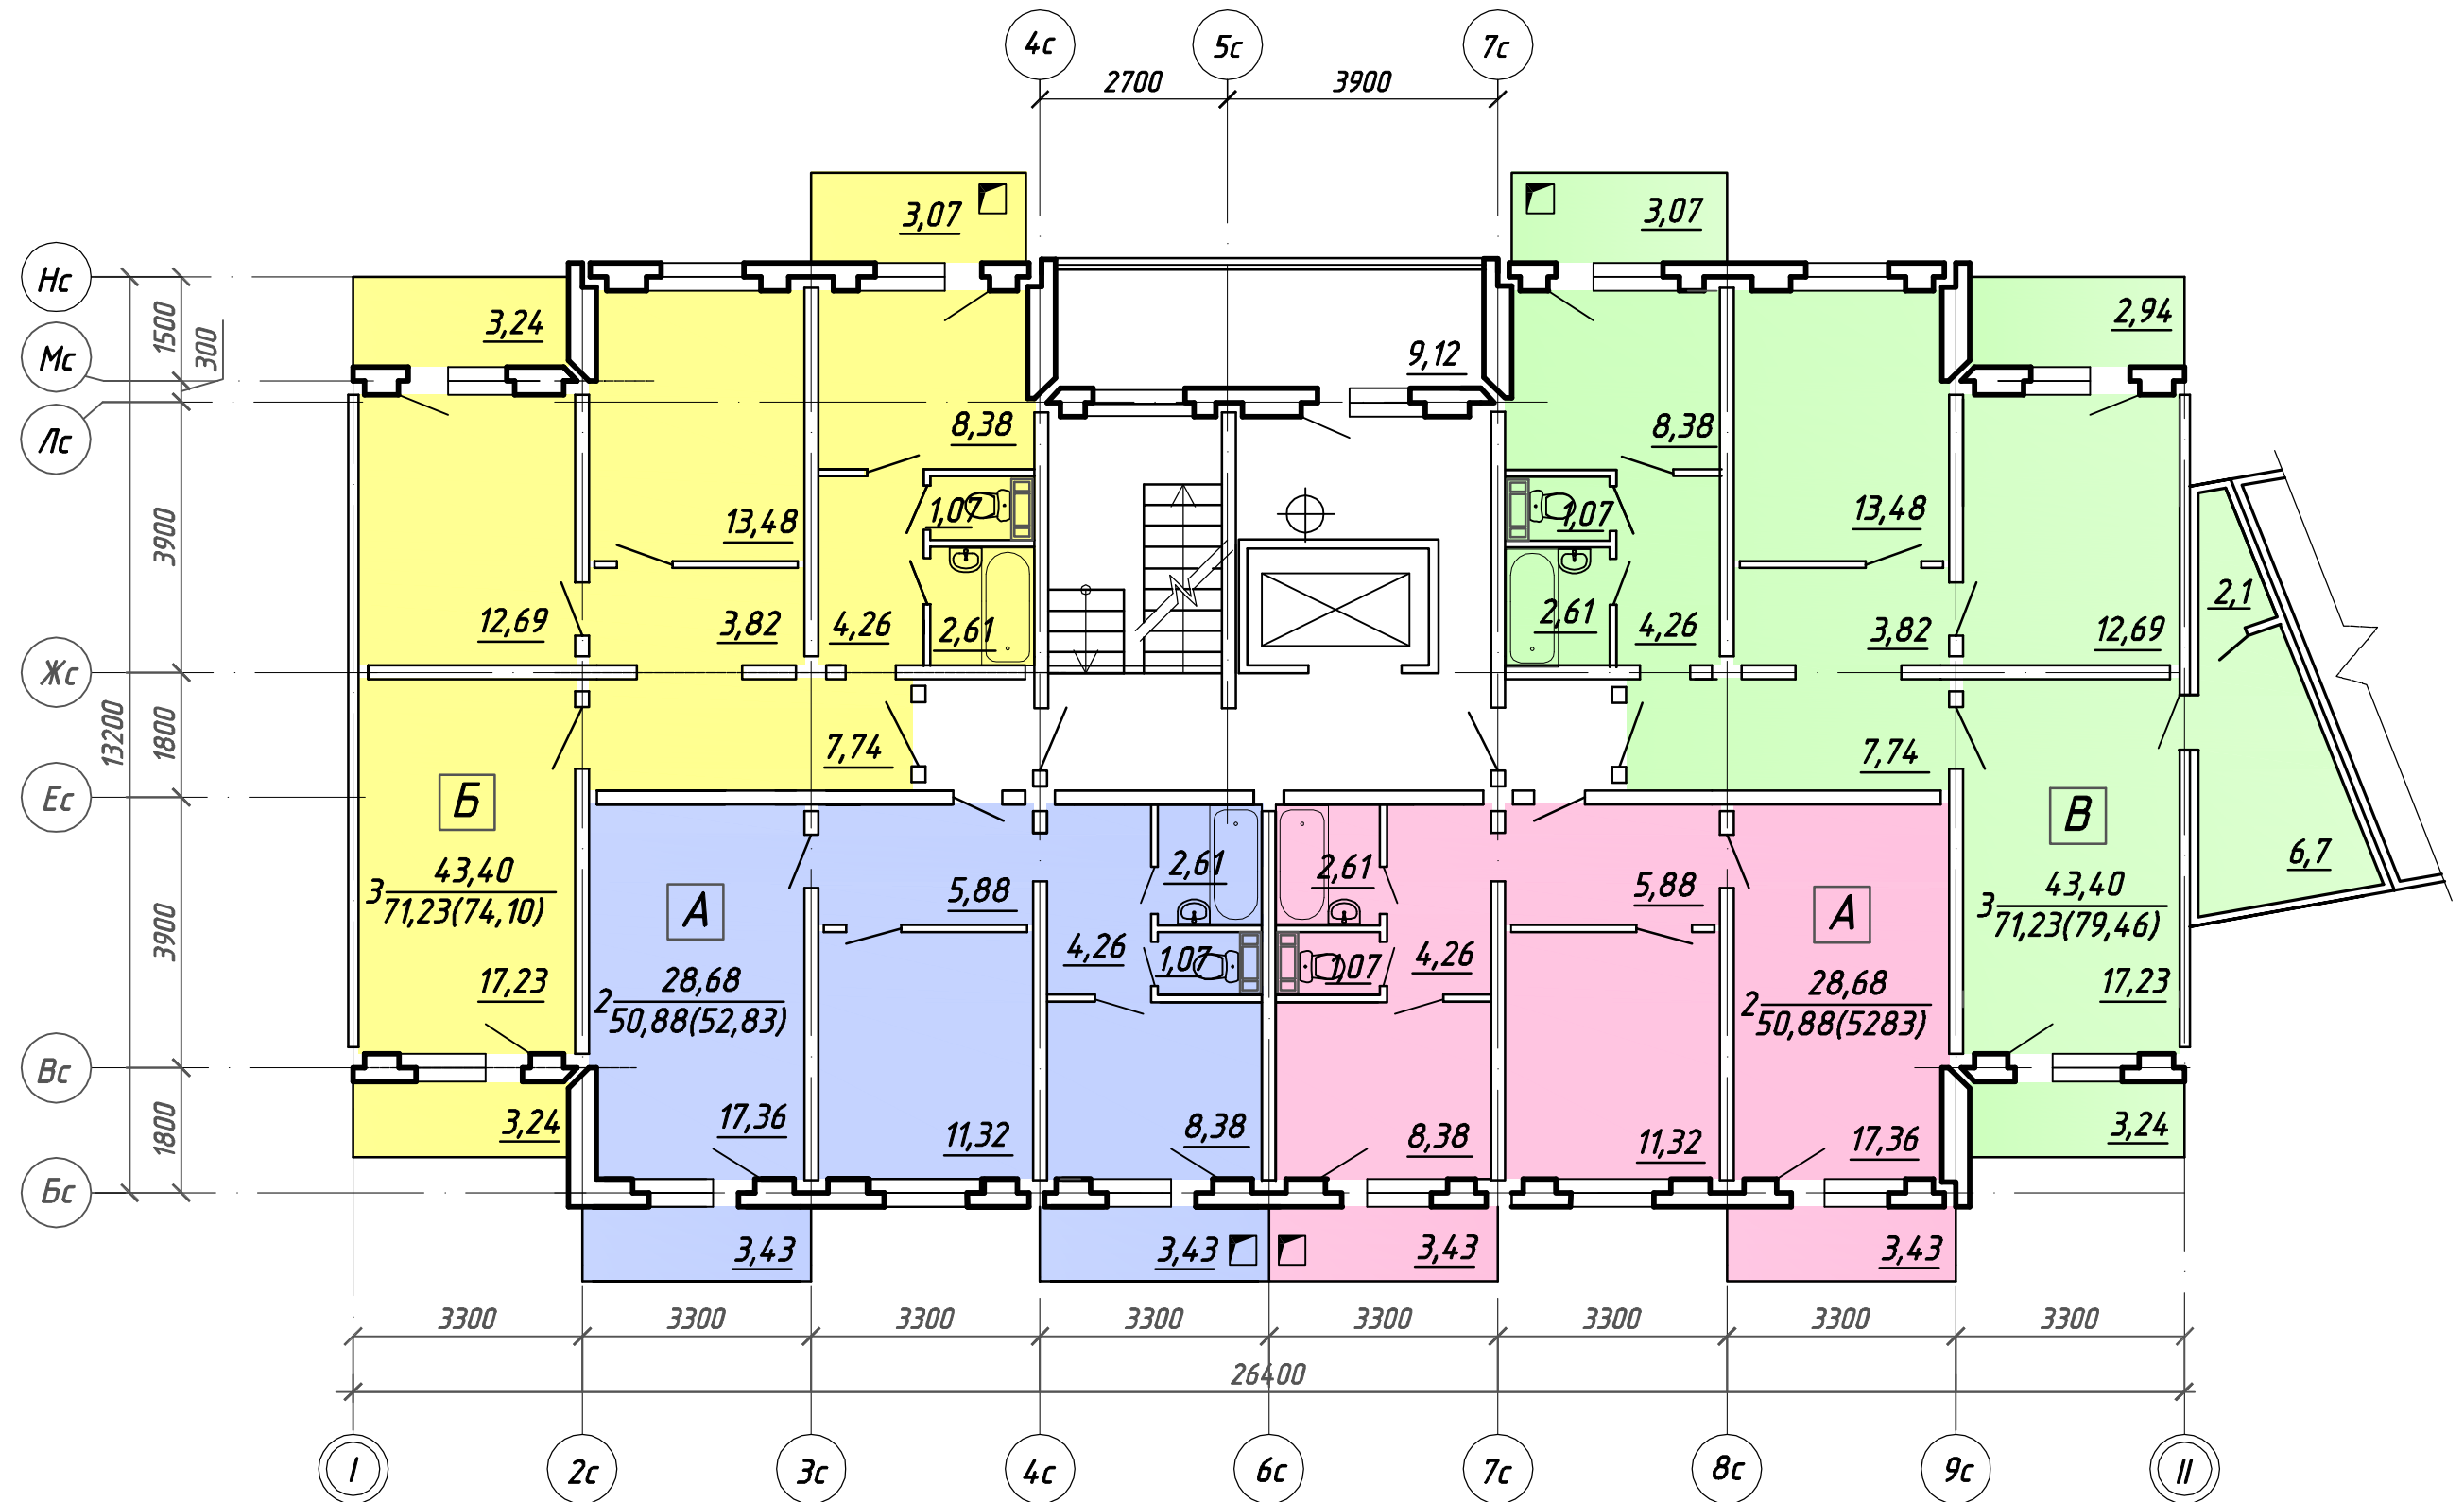 4с 5с 7с
2700 3900
3,07 3,07
Нс
3,24 2,94
1500
300
Мс
9,12
Лс
8,38 8,38
13,48 1,07 1,07 13,48
3900
2,1
12,69 3,82 4,26 2,61 2,61 4,26 3,82 12,69
Жс
13200
1800
7,74 7,74
Ес
Б В
6,7
43,40
3 71,23(74,10)
2,61 2,61
5,88 5,88
43,40
3 71,23(79,46)
А А
3900
4,26 1,07 1,07 4,26
17,23 17,23
28,68
2 50,88(52,83)
28,68
2 50,88(5283)
Вс
17,36 11,32 8,38 8,38 11,32 17,36
3,24 3,24
1800
Бс
3,43 3,43 3,43 3,43
3300 3300 3300 3300 3300 3300 3300 3300
26400
I 2с 3с 4с 6с 7с 8с 9с II